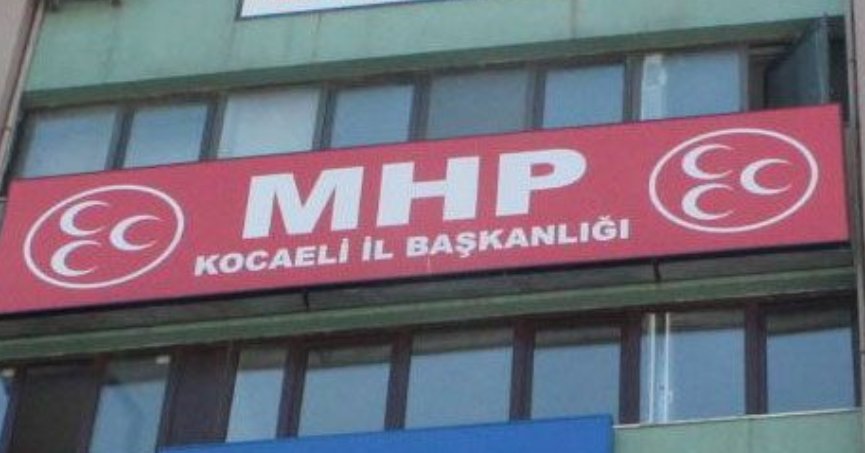 MHP
KOCAELİ İL BAŞKANLIĞI